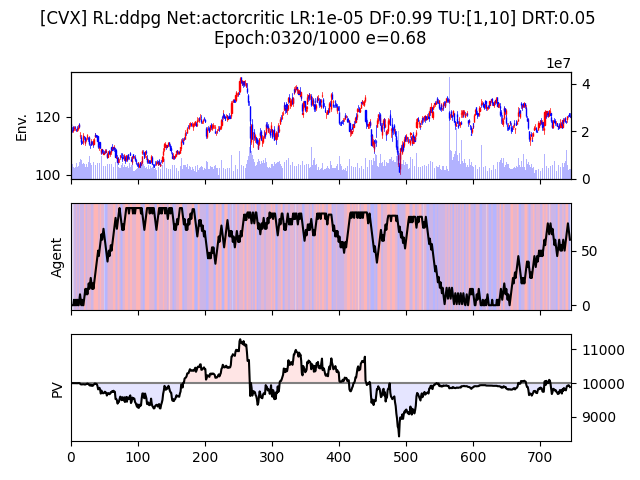 [CVX] RL:ddpg Net:actorcritic LR:1e-05 DF:0.99 TU:[1,10] DRT:0.05
Epoch:0320/1000 e=0.68
1e7
Env.
120
100
4
2
0
Agent
50
0
PV
11000
10000
9000
0 100 200 300 400 500 600 700